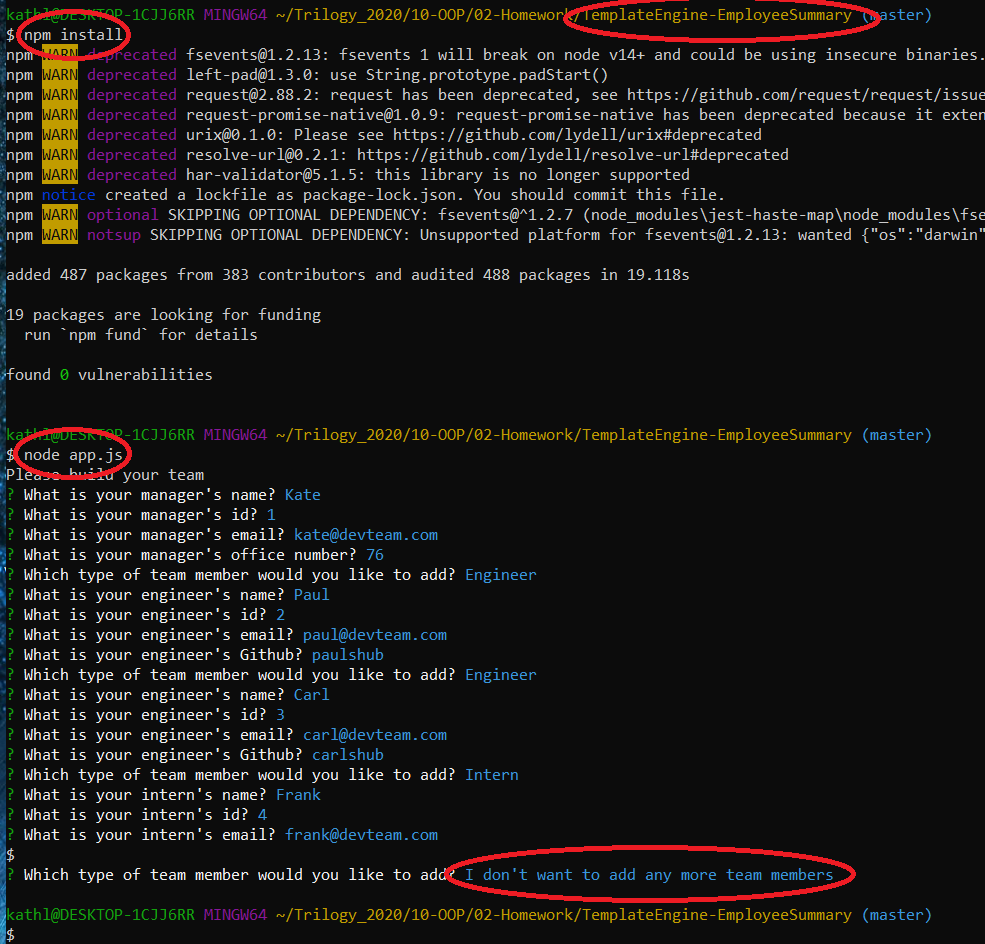 kathl@DESKTOP-1CJJ6RR MINGW64 ~/Trilogy_2020/10-OOP/02-Homework/TemplateEngine-EmployeeSummary (master)
$ npm install
npm WARN deprecated fsevents@1.2.13: fsevents 1 will break on node v14+ and could be using insecure binaries.
npm WARN deprecated left-pad@1.3.0: use String.prototype.padStart()
npm WARN deprecated request@2.88.2: request has been deprecated, see https://github.com/request/request/issue
npm WARN deprecated request-promise-native@1.0.9: request-promise-native has been deprecated because it exten
npm WARN deprecated urix@0.1.0: Please see https://github.com/lydell/urix#deprecated
npm WARN deprecated resolve-url@0.2.1: https://github.com/lydell/resolve-url#deprecated
npm WARN deprecated har-validator@5.1.5: this library is no longer supported
npm notice created a lockfile as package-lock.json. You should commit this file.
npm WARN optional SKIPPING OPTIONAL DEPENDENCY: fsevents@^1.2.7 (node_modules\jest-haste-map\node_modules\fse
npm WARN notsup SKIPPING OPTIONAL DEPENDENCY: Unsupported platform for fsevents@1.2.13: wanted {"os":"darwin"
added 487 packages from 383 contributors and audited 488 packages in 19.118s
19 packages are looking for funding
run `npm fund` for details
found 0 vulnerabilities
kathl@DESKTOP-1CJJ6RR MINGW64 ~/Trilogy_2020/10-OOP/02-Homework/TemplateEngine-EmployeeSummary (master)
$ node app.js
Please build your team
? What is your manager's name? Kate
? What is your manager's id? 1
? What is your manager's email? kate@devteam.com
? What is your manager's office number? 76
? Which type of team member would you like to add? Engineer
? What is your engineer's name? Paul
? What is your engineer's id? 2
? What is your engineer's email? paul@devteam.com
? What is your engineer's Github? paulshub
? Which type of team member would you like to add? Engineer
? What is your engineer's name? Carl
? What is your engineer's id? 3
? What is your engineer's email? carl@devteam.com
? What is your engineer's Github? carlshub
? Which type of team member would you like to add? Intern
? What is your intern's name? Frank
? What is your intern's id? 4
? What is your intern's email? frank@devteam.com
$
? Which type of team member would you like to add? I don't want to add any more team members
kathl@DESKTOP-1CJJ6RR MINGW64 ~/Trilogy_2020/10-OOP/02-Homework/TemplateEngine-EmployeeSummary (master)
$